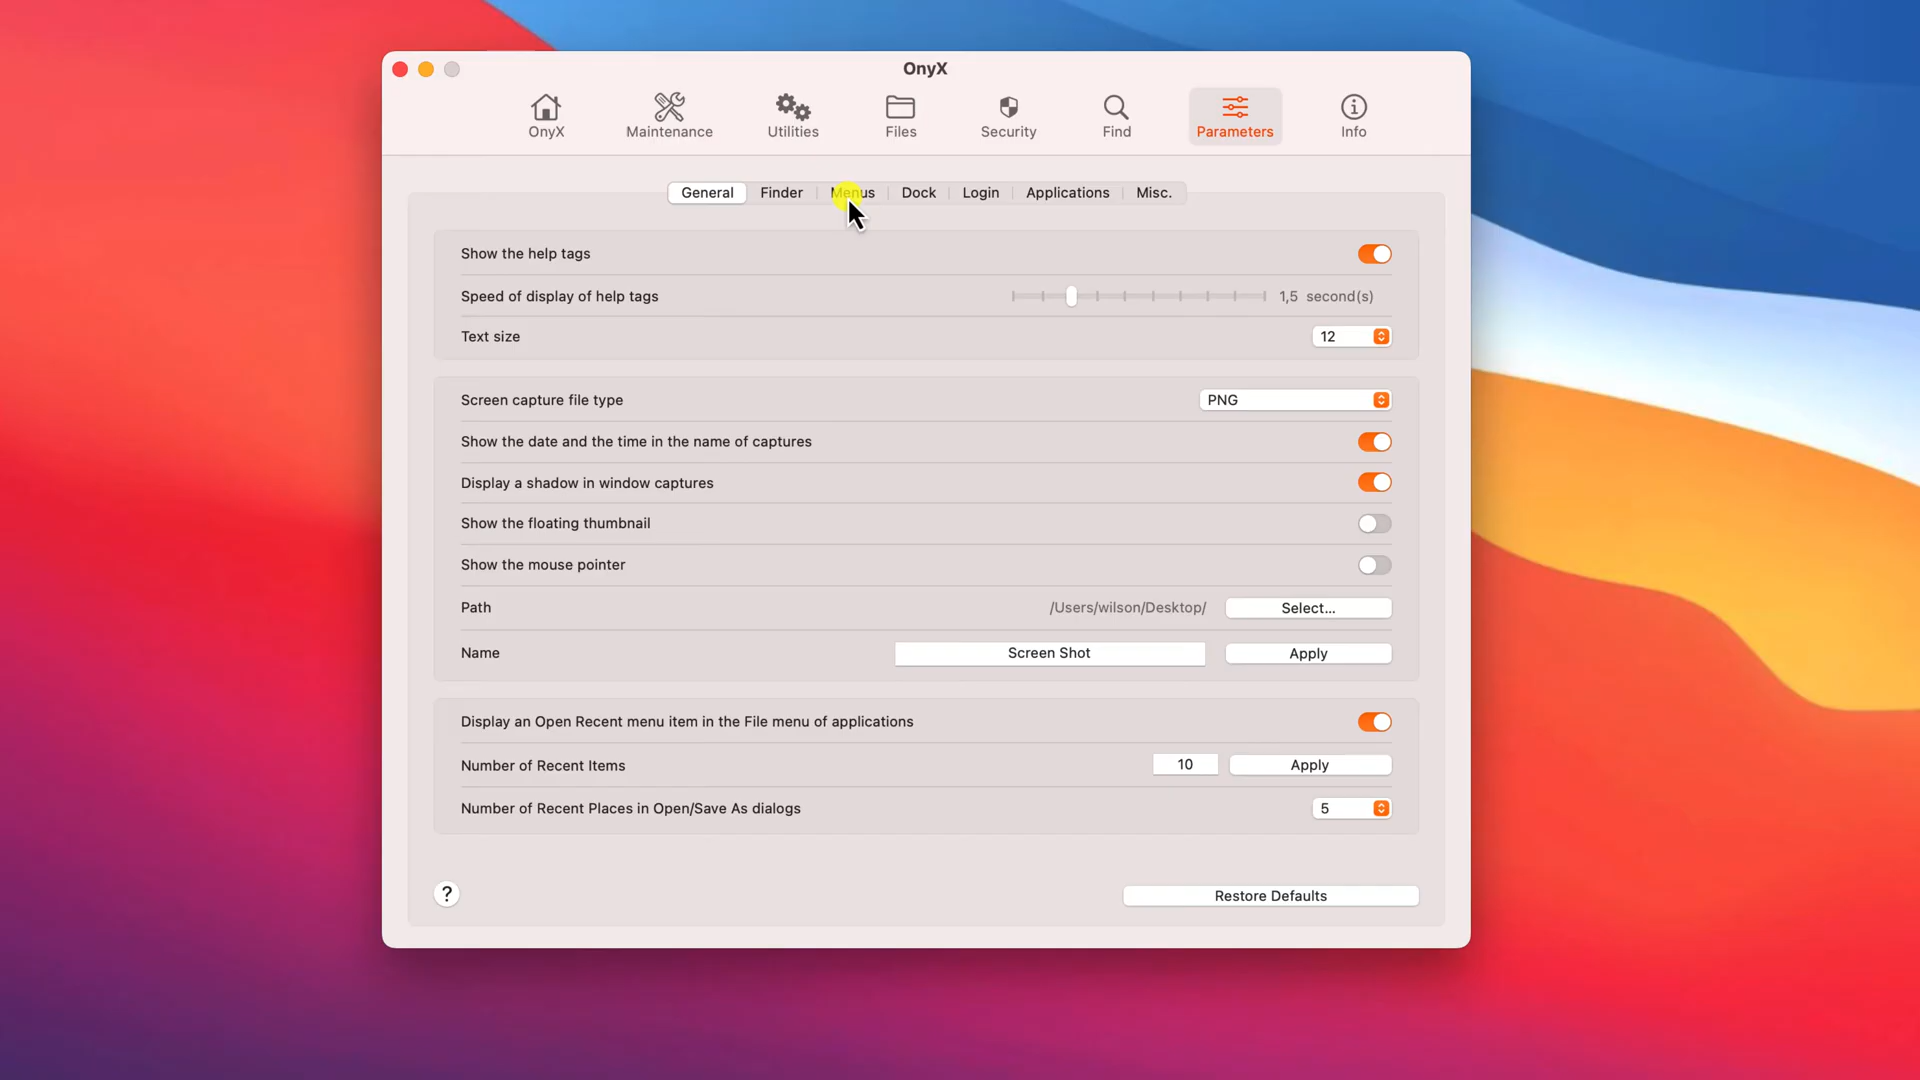 OnyX
OnyX Maintenance Utilities Files Security Find Parameters Info
General Finder Menus Dock Login Applications Misc.
Show the help tags
Speed of display of help tags 1,5 second(s)
Text size 12
Screen capture file type PNG
Show the date and the time in the name of captures
Display a shadow in window captures
Show the floating thumbnail
Show the mouse pointer
Path /Users/wilson/Desktop/ Select...
Name Screen Shot Apply
Display an Open Recent menu item in the File menu of applications
Number of Recent Items 10 Apply
Number of Recent Places in Open/Save As dialogs 5
? Restore Defaults